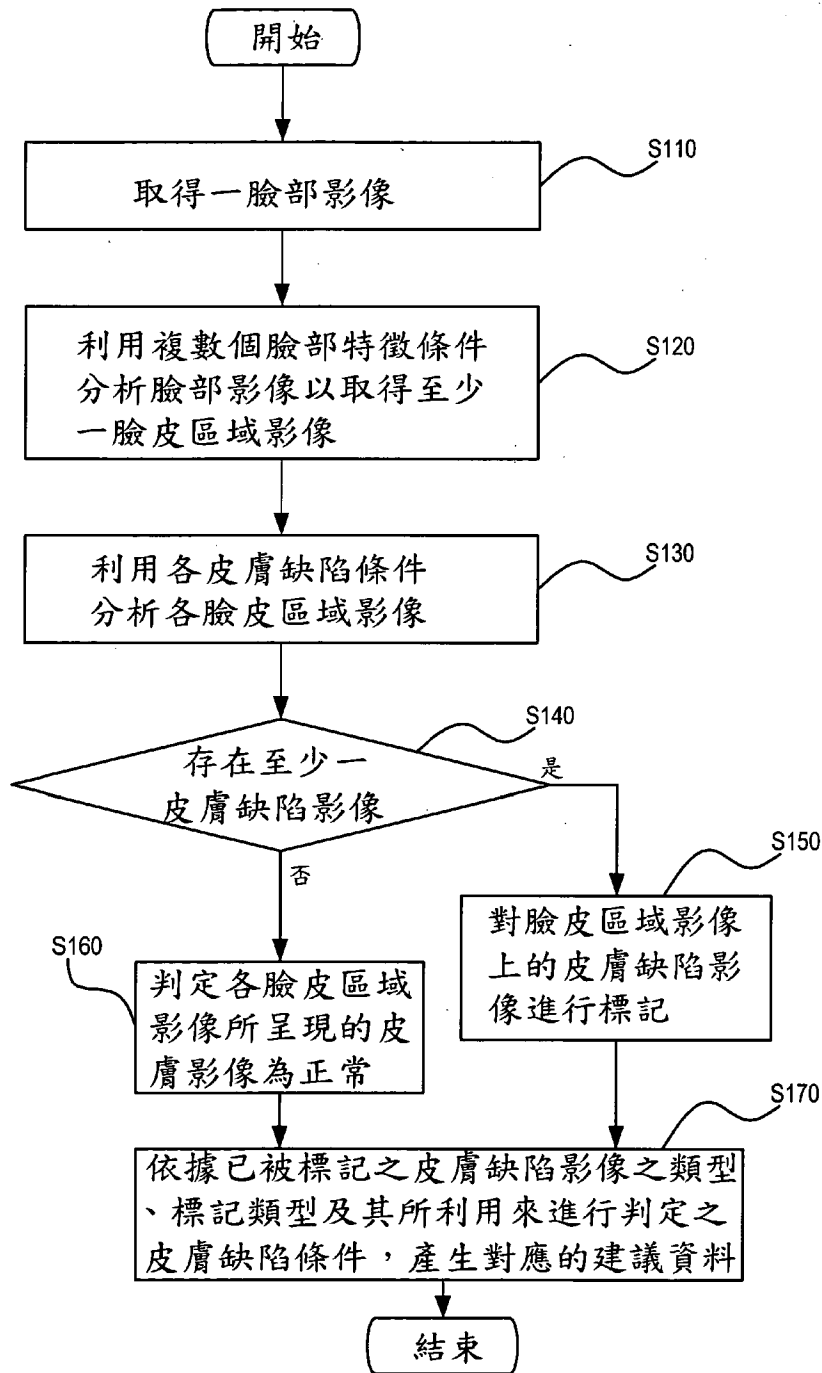 開始
S110
取得一臉部影像
S120
利用複數個臉部特徵條件
分析臉部影像以取得至少
一臉皮區域影像
S130
利用各皮膚缺陷條件
分析各臉皮區域影像
S140
存在至少一
皮膚缺陷影像
是
否
S150
對臉皮區域影像
上的皮膚缺陷影
像進行標記
S160
判定各臉皮區域
影像所呈現的皮
膚影像為正常
S170
依據已被標記之皮膚缺陷影像之類型
、標記類型及其所利用來進行判定之
皮膚缺陷條件，產生對應的建議資料
結束